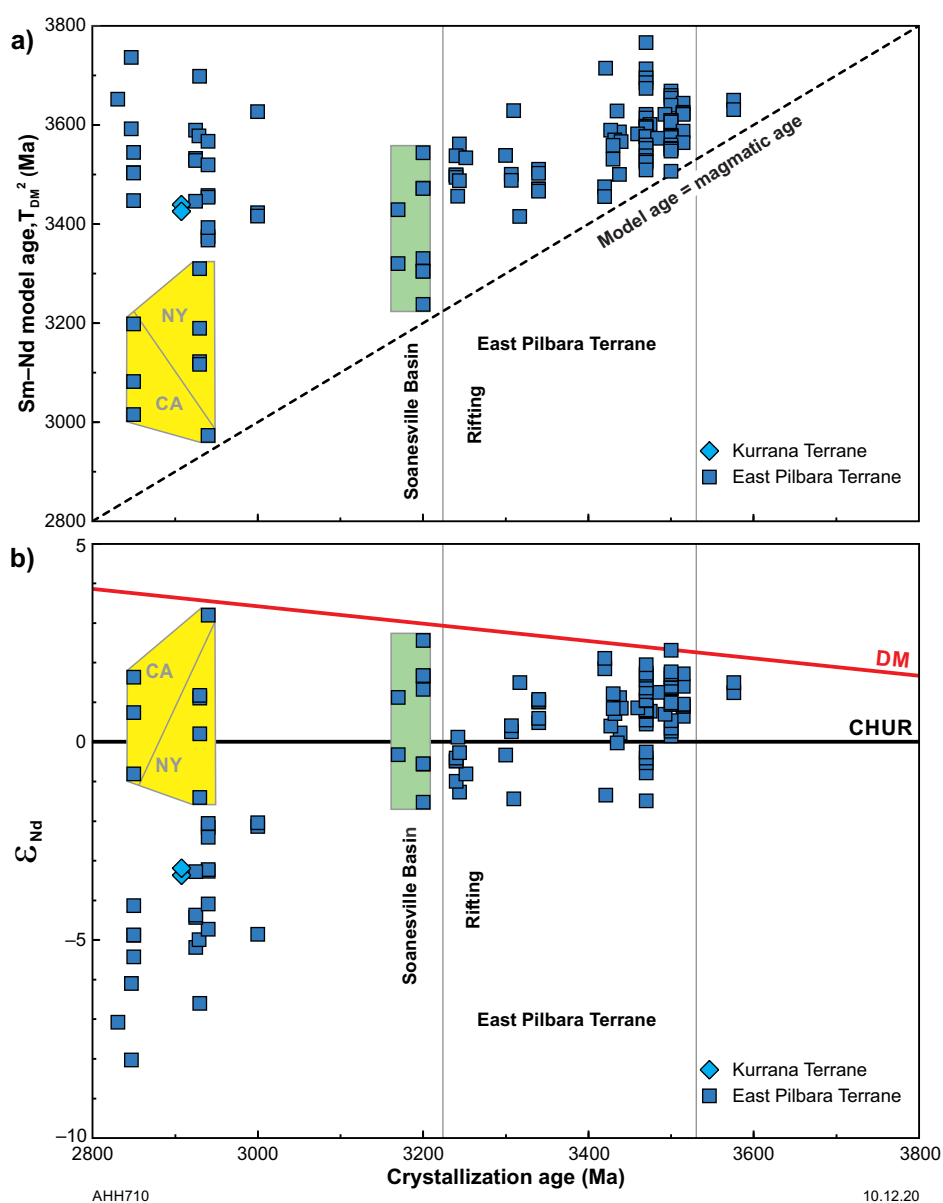 a)
3800
3600
3400
3200
3000
2800
Sm–Nd model age, TDM2 (Ma)
NY
CA
Soanesville Basin
Rifting
East Pilbara Terrane
Model age = magmatic age
Kurrana Terrane
East Pilbara Terrane
b)
5
0
–5
–10
εNd
CA
NY
DM
CHUR
Soanesville Basin
Rifting
East Pilbara Terrane
Kurrana Terrane
East Pilbara Terrane
2800 3000 3200 3400 3600 3800
Crystallization age (Ma)
AHH710 10.12.20